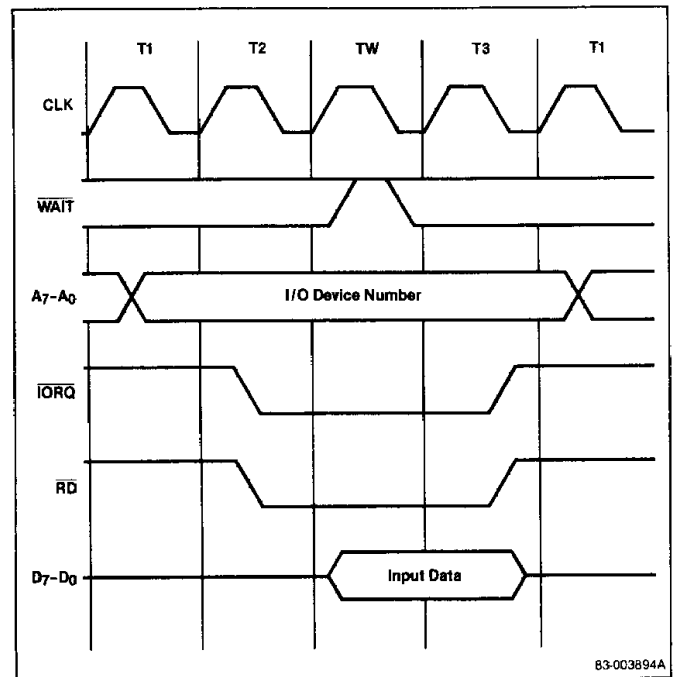 T1 T2 TW T3 T1
CLK
WAIT
A7-A0 I/O Device Number
IORQ
RD
D7-D0 Input Data
83-003894A